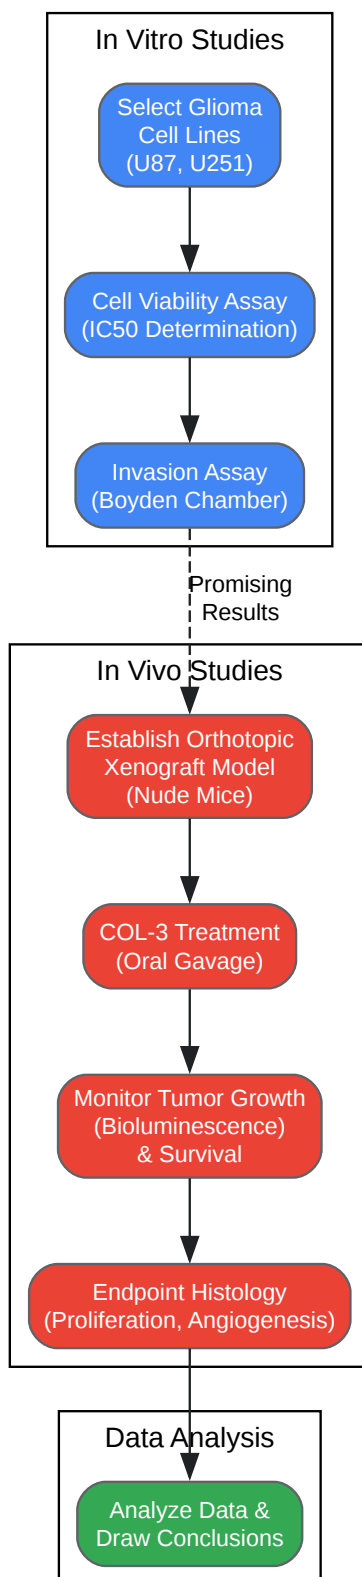 In Vitro Studies
Select Glioma
Cell Lines
(U87, U251)
Cell Viability Assay
(IC50 Determination)
Invasion Assay
(Boyden Chamber)
Promising
Results
In Vivo Studies
Establish Orthotopic
Xenograft Model
(Nude Mice)
COL-3 Treatment
(Oral Gavage)
Monitor Tumor Growth
(Bioluminescence)
& Survival
Endpoint Histology
(Proliferation, Angiogenesis)
Data Analysis
Analyze Data &
Draw Conclusions